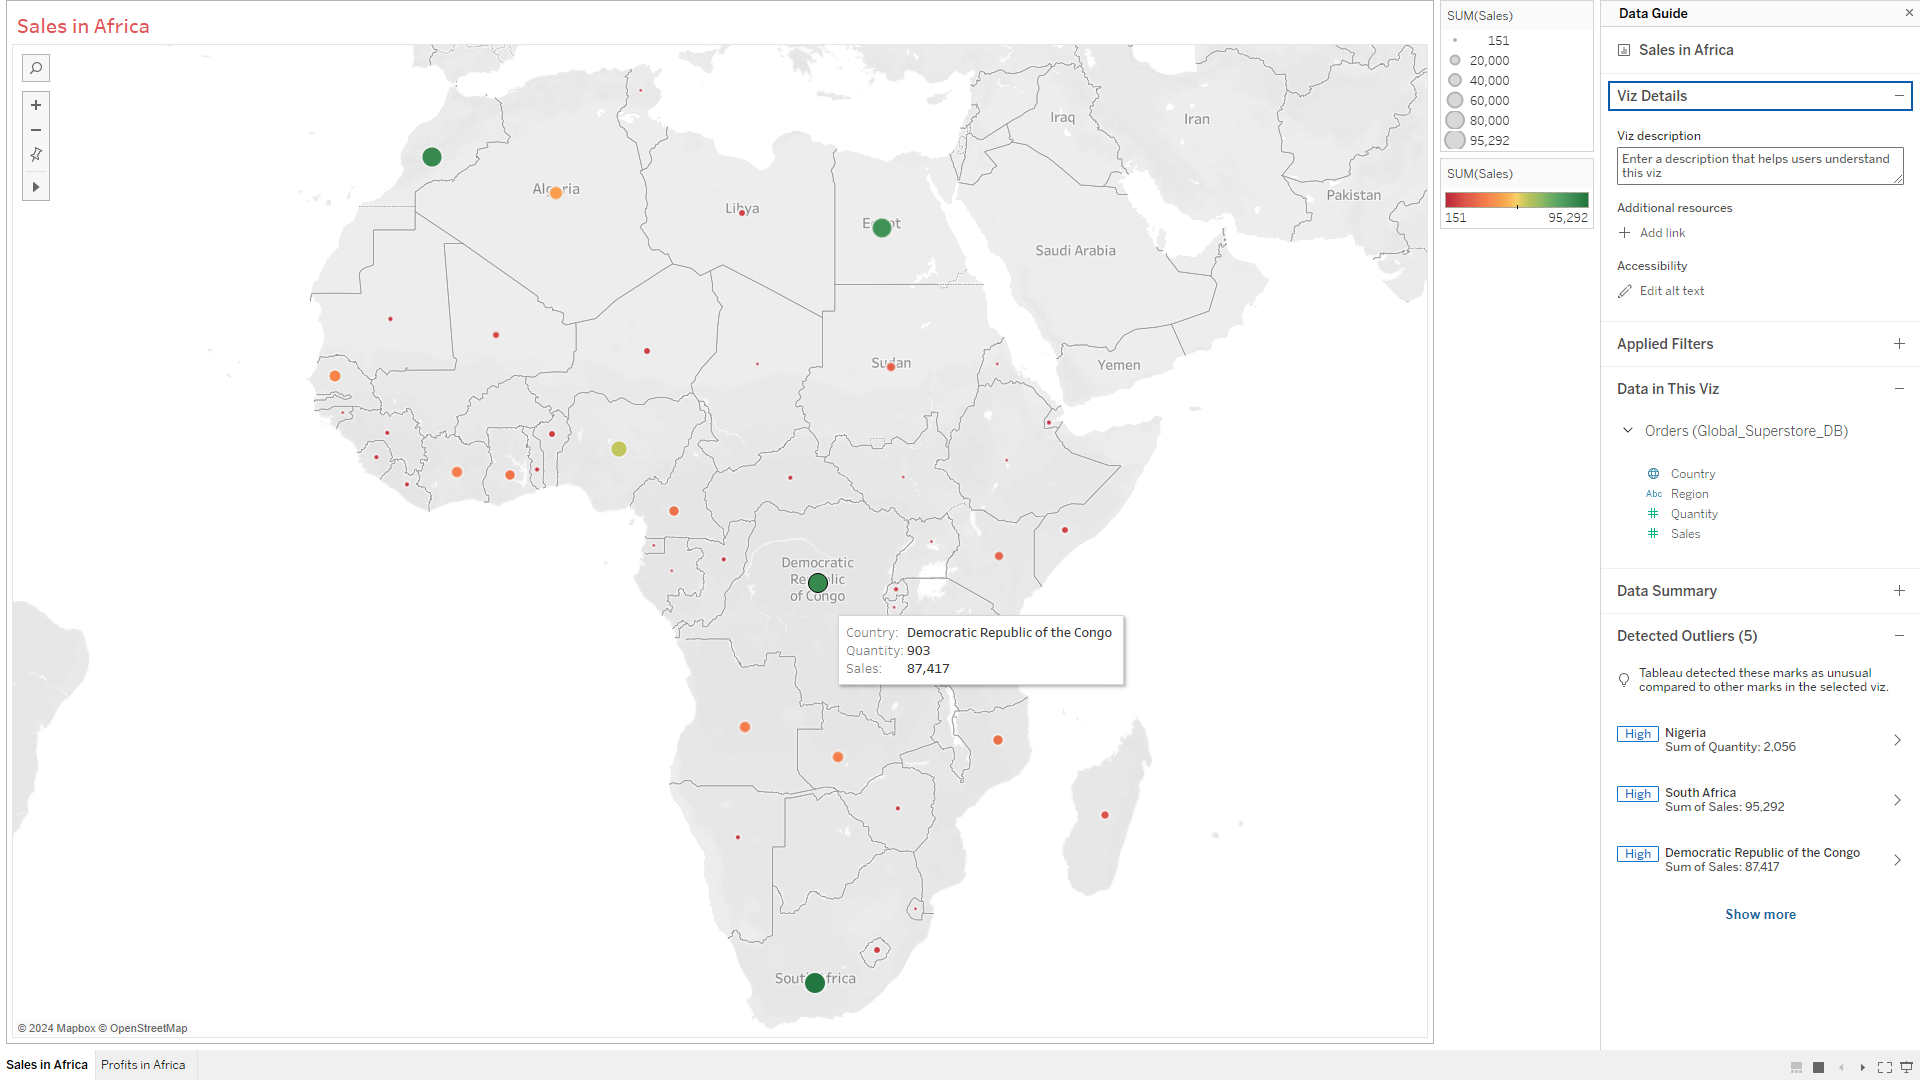 Sales in Africa
Algeria
Libya
Egypt
Iraq
Iran
Pakistan
Saudi Arabia
Sudan
Yemen
Democratic
Republic
of Congo
Country: Democratic Republic of the Congo
Quantity: 903
Sales: 87,417
South Africa
© 2024 Mapbox © OpenStreetMap
SUM(Sales)
151
20,000
40,000
60,000
80,000
95,292
SUM(Sales)
151 95,292
Data Guide
Sales in Africa
Viz Details
Viz description
Enter a description that helps users understand
this viz
Additional resources
Add link
Accessibility
Edit alt text
Applied Filters
Data in This Viz
Orders (Global_Superstore_DB)
Country
Abc Region
Quantity
Sales
Data Summary
Detected Outliers (5)
Tableau detected these marks as unusual
compared to other marks in the selected viz.
High Nigeria
Sum of Quantity: 2,056
High South Africa
Sum of Sales: 95,292
High Democratic Republic of the Congo
Sum of Sales: 87,417
Show more
Sales in Africa Profits in Africa